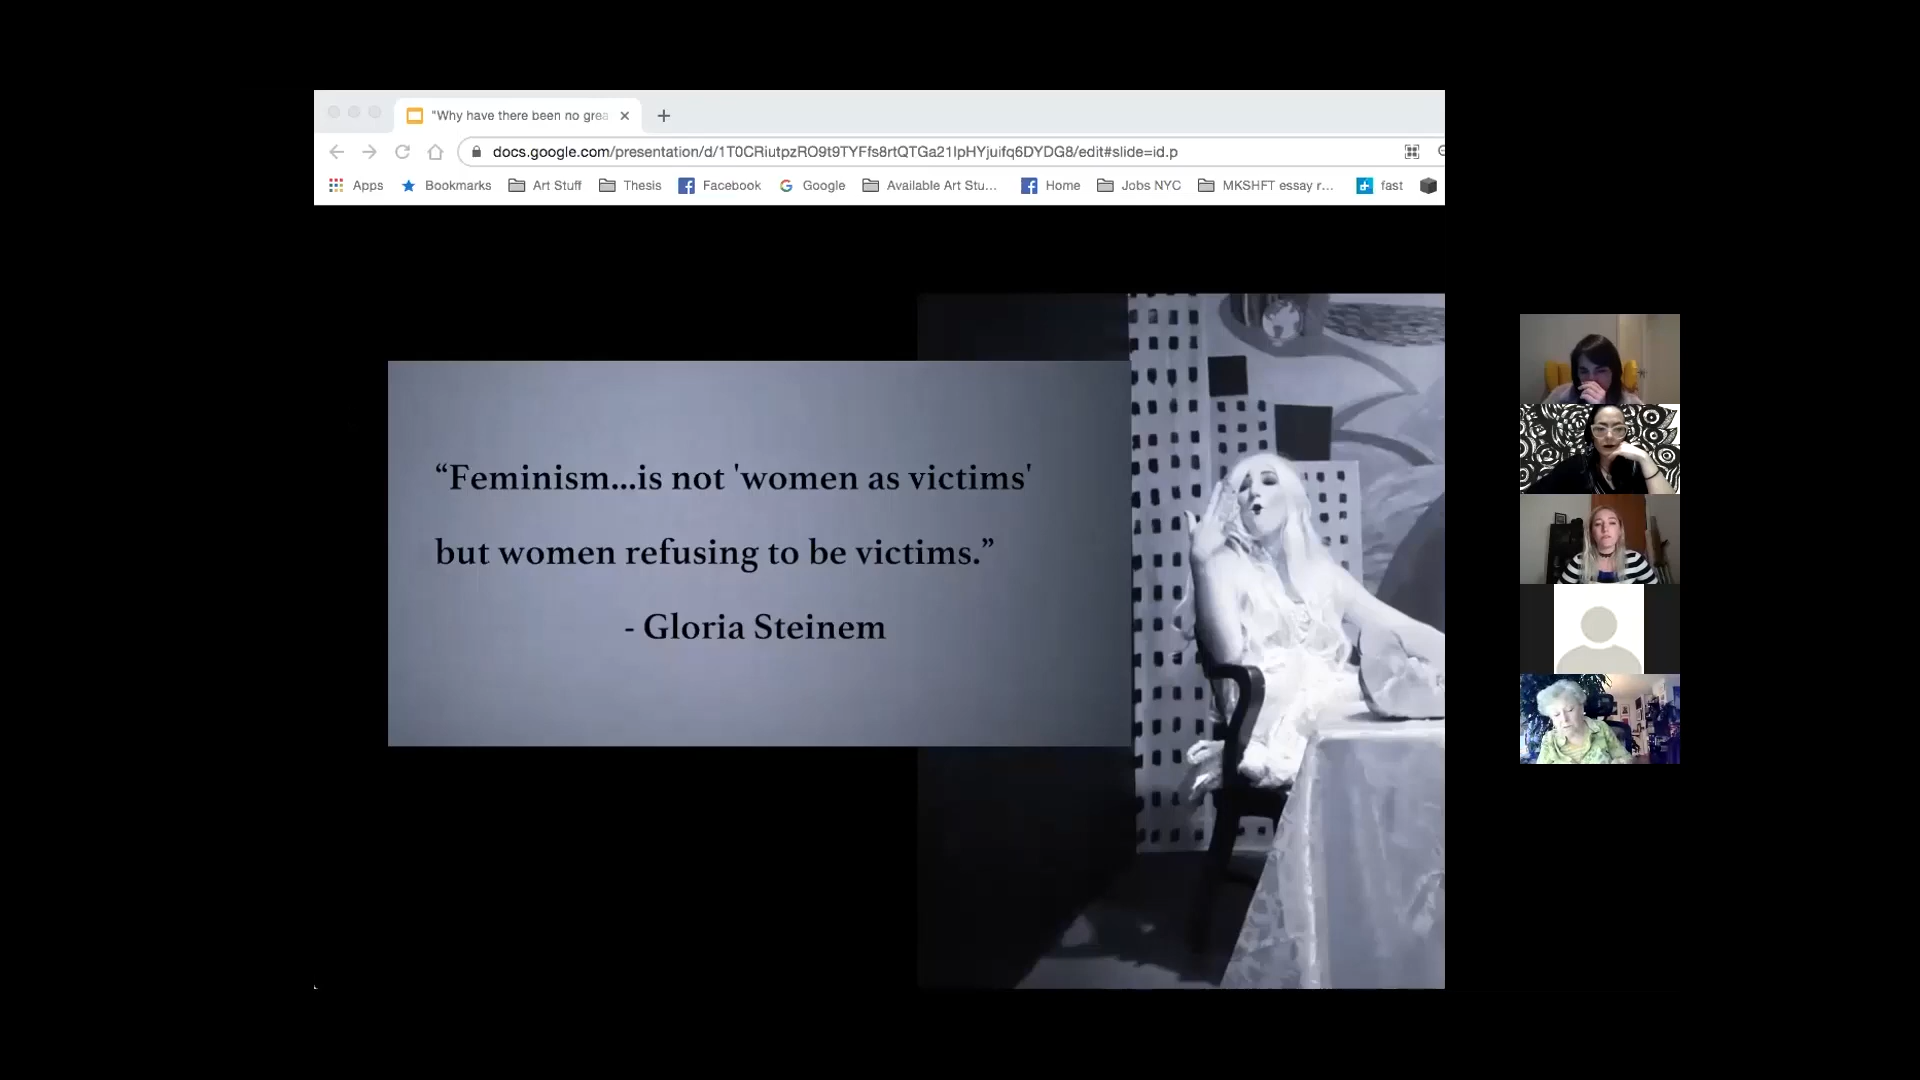 "Why have there been no grea
docs.google.com/presentation/d/1T0CRiutpzRO9t9TYFfs8rtQTGa21IpHYjuifq6DYDG8/edit#slide=id.p
Apps Bookmarks Art Stuff Thesis Facebook Google Available Art Stu... Home Jobs NYC MKSHFT essay r... fast
“Feminism...is not 'women as victims'
but women refusing to be victims.”
- Gloria Steinem